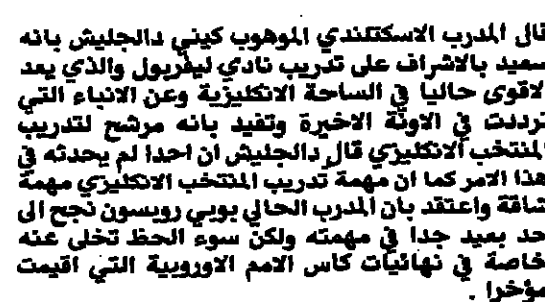 قال المدرب الاسكتلندي الموهوب كيني دالجليش بانه
سعيد بالاشراف على تدريب نادي ليفربول والذي يعد
الاقوى حاليا في الساحة الانكليزية وعن الانباء التي
ترددت في الاونة الاخيرة وتفيد بانه مرشح لتدريب
المنتخب الانكليزي قال دالجليش ان احدا لم يحدثه في
هذا الامر كما ان مهمة تدريب المنتخب الانكليزي مهمة
شاقة واعتقد بان المدرب الحالي بوبي روبسون نجح الى
حد بعيد جدا في مهمته ولكن سوء الحظ تخلى عنه
خاصة في نهائيات كاس الامم الاوروبية التي اقيمت
مؤخرا .